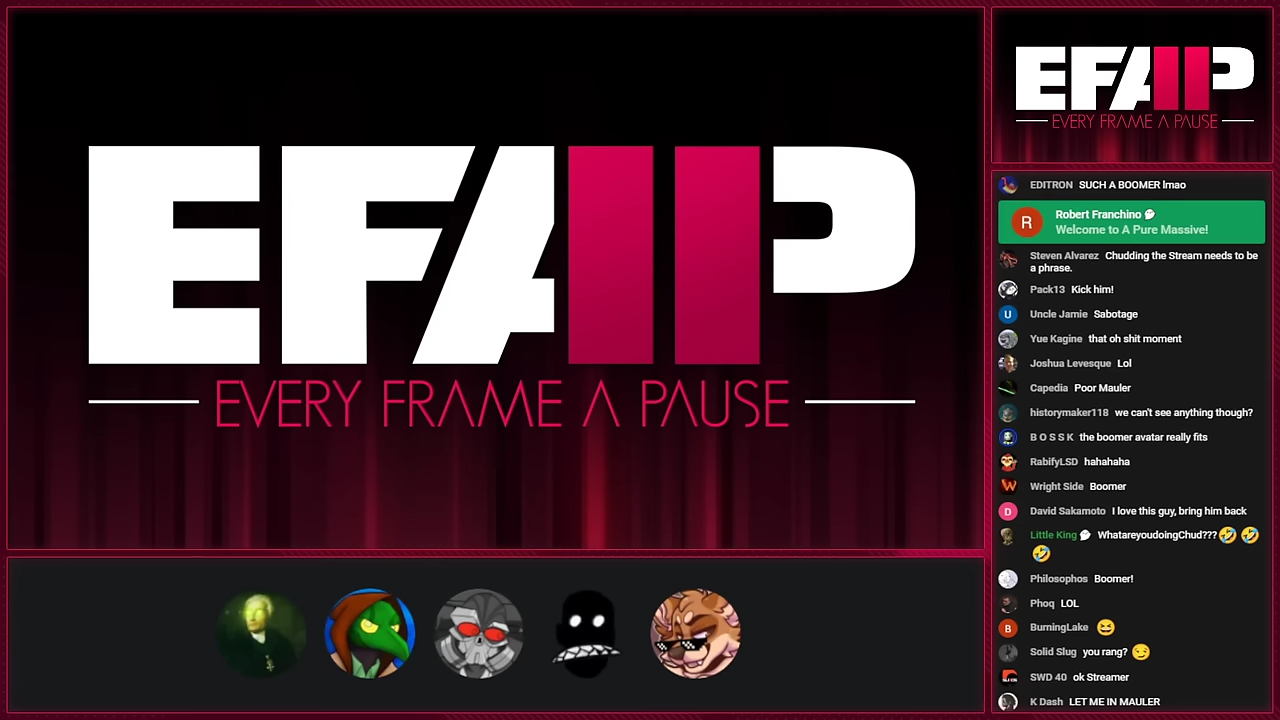 EFAP
EVERY FRAME A PAUSE
EFAP
EVERY FRAME A PAUSE
EDITRON SUCH A BOOMER lmao
R
Robert Franchino
Welcome to A Pure Massive!
Steven Alvarez Chudding the Stream needs to be
a phrase.
Pack13 Kick him!
U Uncle Jamie Sabotage
Yue Kagine that oh shit moment
Joshua Levesque Lol
Capedia Poor Mauler
historymaker118 we can't see anything though?
B O S S K the boomer avatar really fits
RabifyLSD hahahaha
W Wright Side Boomer
D David Sakamoto I love this guy, bring him back
Little King WhatareyoudoingChud???🤣 🤣
🤣
Philosophos Boomer!
Phoq LOL
B BurningLake 😆
Solid Slug you rang? 😏
SWD 40 ok Streamer
K Dash LET ME IN MAULER